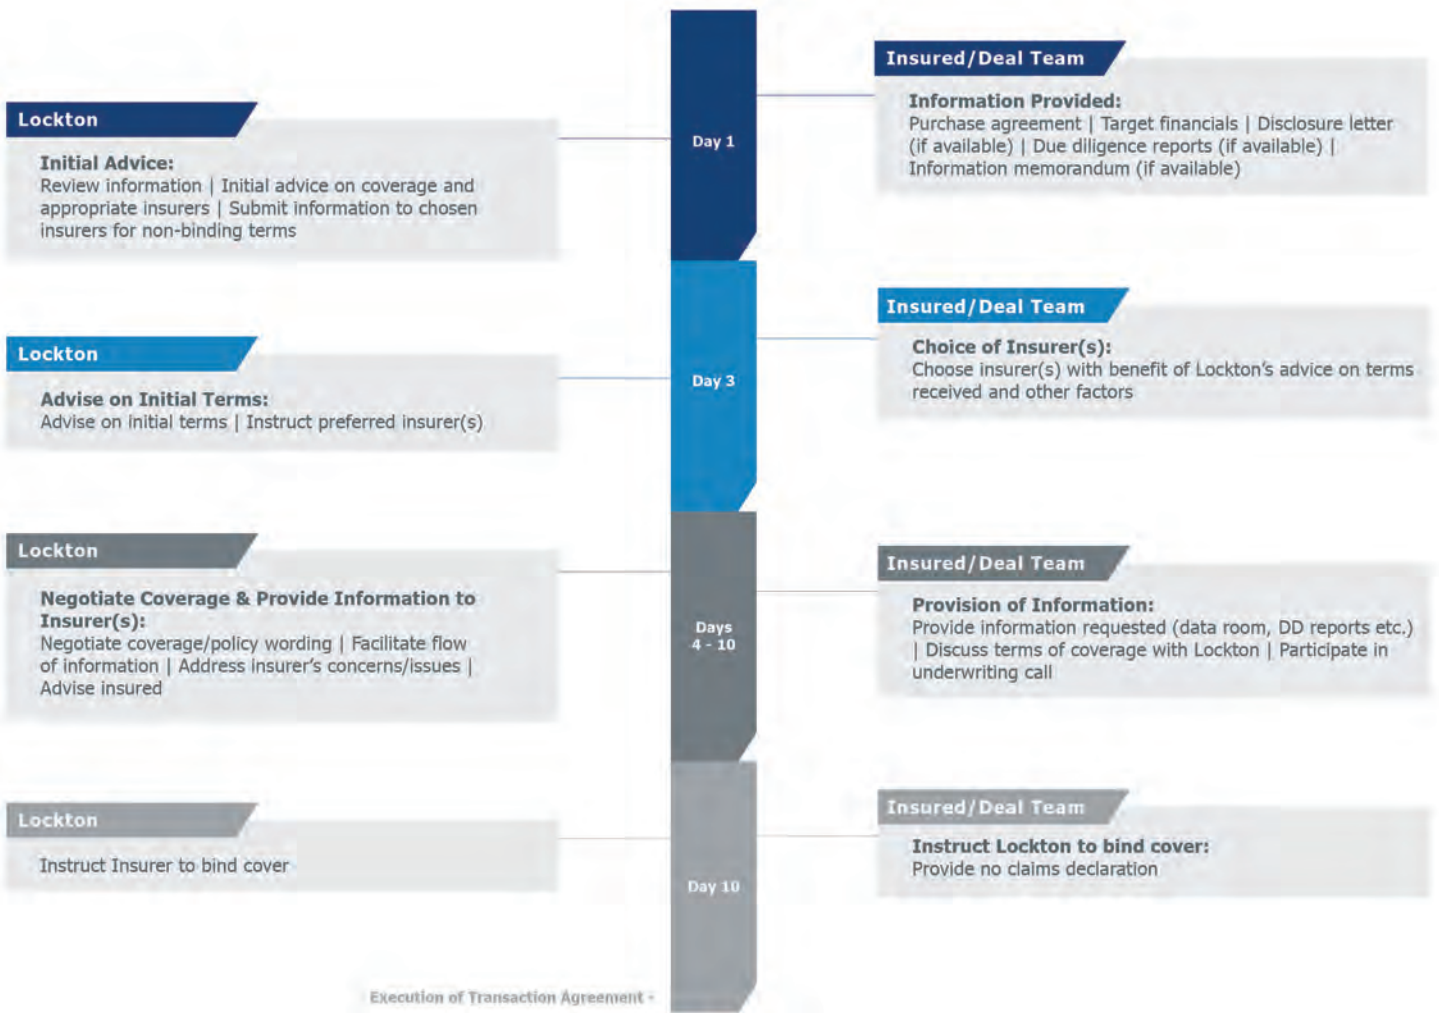 Insured/Deal Team
Information Provided:
Purchase agreement | Target financials | Disclosure letter
(if available) | Due diligence reports (if available) |
Information memorandum (if available)
Lockton
Initial Advice:
Review information | Initial advice on coverage and
appropriate insurers | Submit information to chosen
insurers for non-binding terms
Day 1
Insured/Deal Team
Choice of Insurer(s):
Choose insurer(s) with benefit of Lockton's advice on terms
received and other factors
Lockton
Advise on Initial Terms:
Advise on initial terms | Instruct preferred insurer(s)
Day 3
Lockton
Negotiate Coverage & Provide Information to
Insurer(s):
Negotiate coverage/policy wording | Facilitate flow
of information | Address insurer's concerns/issues |
Advise insured
Days
4 - 10
Insured/Deal Team
Provision of Information:
Provide information requested (data room, DD reports etc.)
| Discuss terms of coverage with Lockton | Participate in
underwriting call
Lockton
Instruct Insurer to bind cover
Day 10
Insured/Deal Team
Instruct Lockton to bind cover:
Provide no claims declaration
Execution of Transaction Agreement -